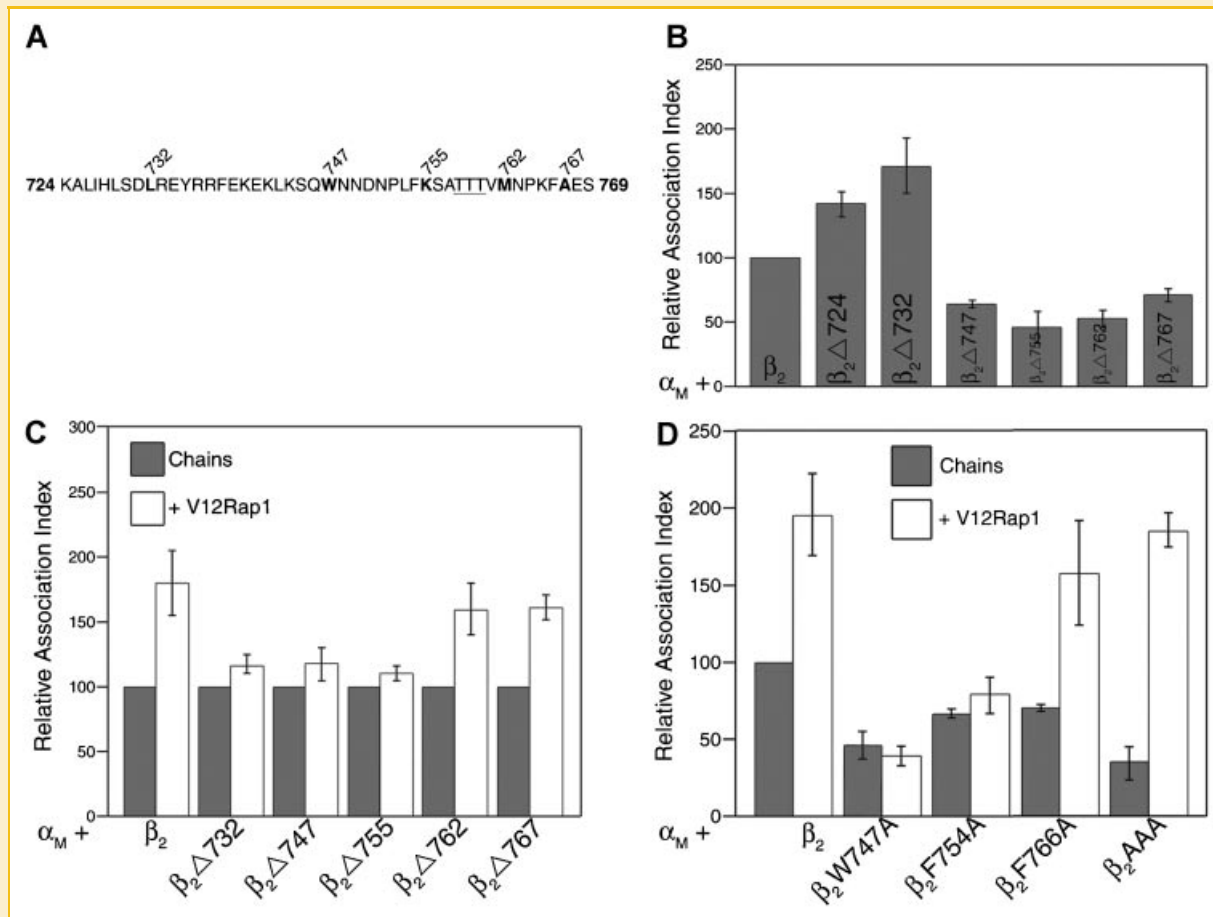 A
732 747 755 762 767
724 KALIHLSDLREYRRFEKEKLKSQWNNDNPLFKSATTTVMNPKFAES 769
B
Relative Association Index
250
200
150
100
50
0
αM +
β2
β2△724
β2△732
β2△747
β2△755
β2△762
β2△767
C
Relative Association Index
300
250
200
150
100
50
0
Chains
+ V12Rap1
αM +
β2
β2△732
β2△747
β2△755
β2△762
β2△767
D
Relative Association Index
250
200
150
100
50
0
Chains
+ V12Rap1
αM +
β2
β2W747A
β2F754A
β2F766A
β2AAA